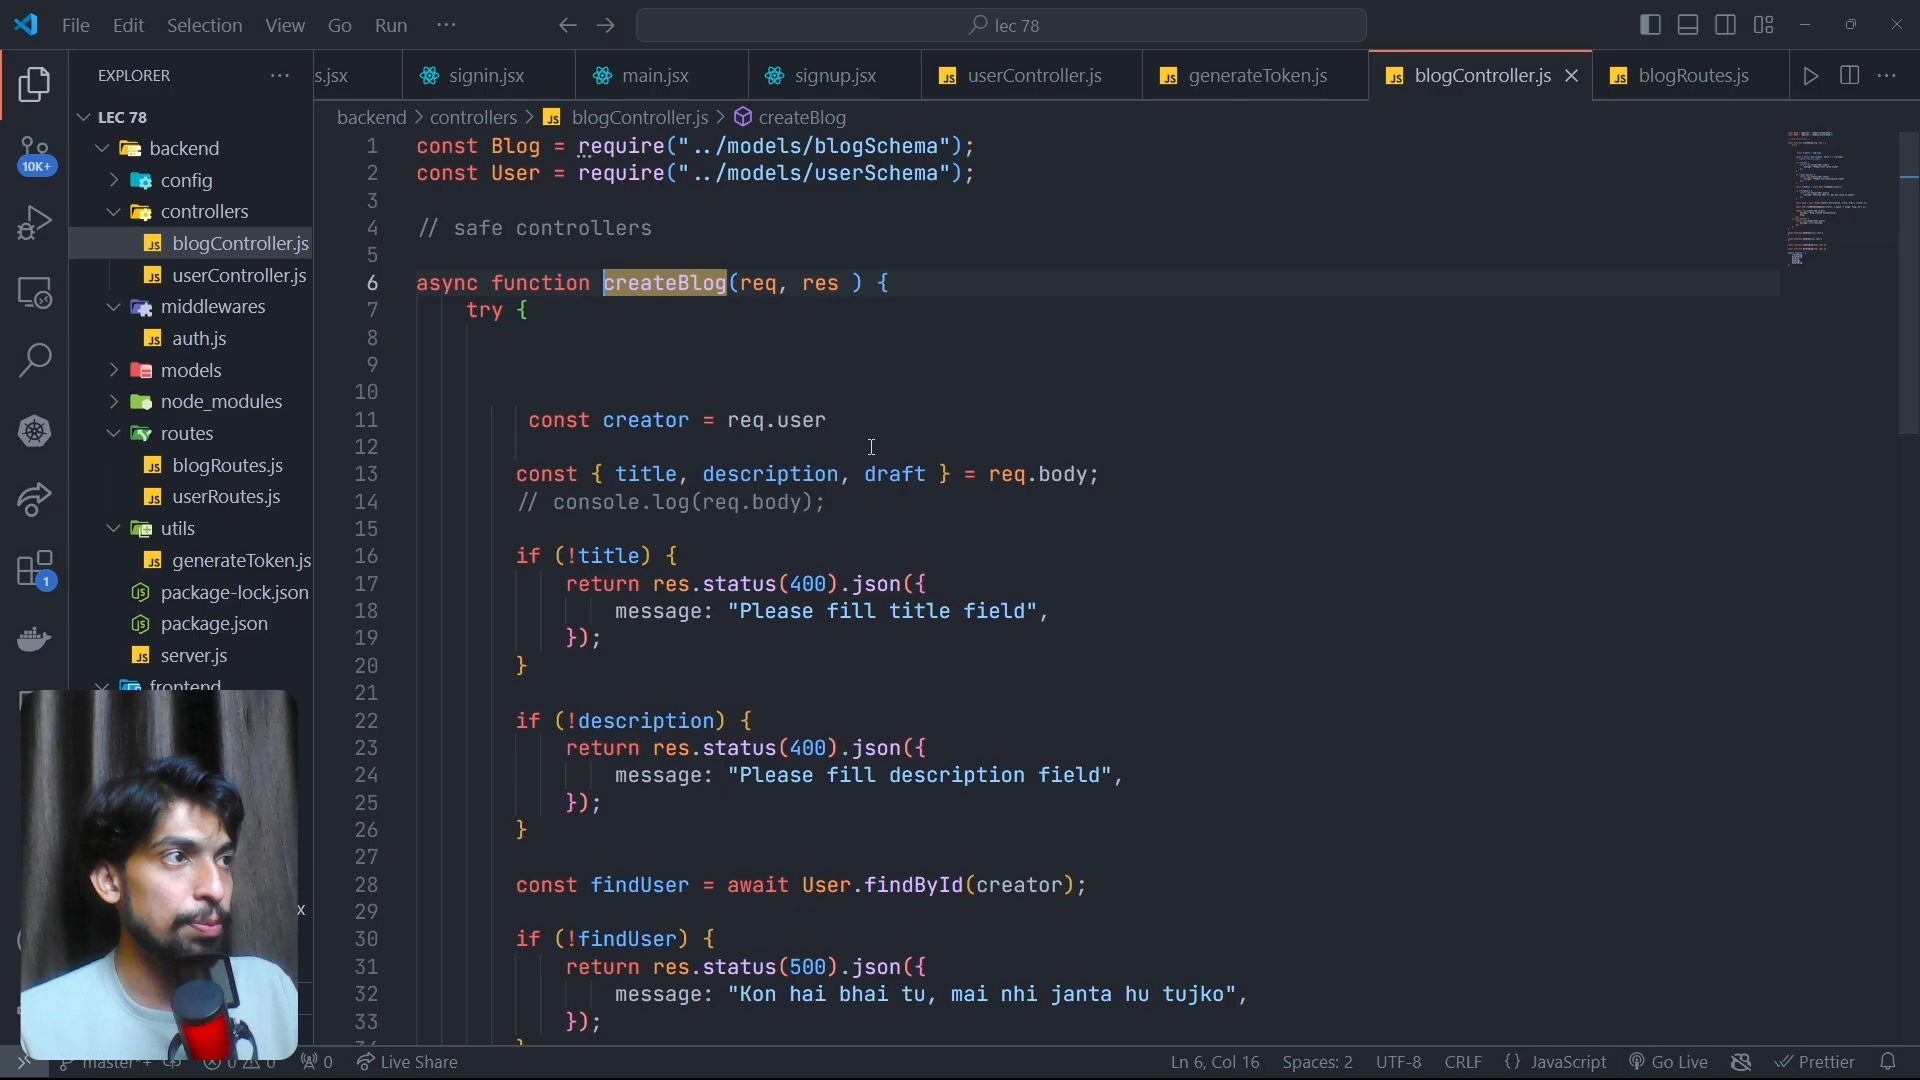 File Edit Selection View Go Run ···
lec 78
EXPLORER ···
s.jsx signin.jsx main.jsx signup.jsx userController.js generateToken.js blogController.js blogRoutes.js ···
backend > controllers > JS blogController.js > createBlog
LEC 78
backend
config
controllers
blogController.js
userController.js
middlewares
auth.js
models
node_modules
routes
blogRoutes.js
userRoutes.js
utils
generateToken.js
package-lock.json
package.json
server.js
frontend
10K+
1
x
1 const Blog = require("../models/blogSchema");
2 const User = require("../models/userSchema");
3
4 // safe controllers
5
6 async function createBlog(req, res ) {
7 try {
8
9
10
11 const creator = req.user
12
13 const { title, description, draft } = req.body;
14 // console.log(req.body);
15
16 if (!title) {
17 return res.status(400).json({
18 message: "Please fill title field",
19 });
20 }
21
22 if (!description) {
23 return res.status(400).json({
24 message: "Please fill description field",
25 });
26 }
27
28 const findUser = await User.findById(creator);
29
30 if (!findUser) {
31 return res.status(500).json({
32 message: "Kon hai bhai tu, mai nhi janta hu tujko",
33 });
master*+ 0 0 0 Live Share Ln 6, Col 16 Spaces: 2 UTF-8 CRLF {} JavaScript Go Live Prettier